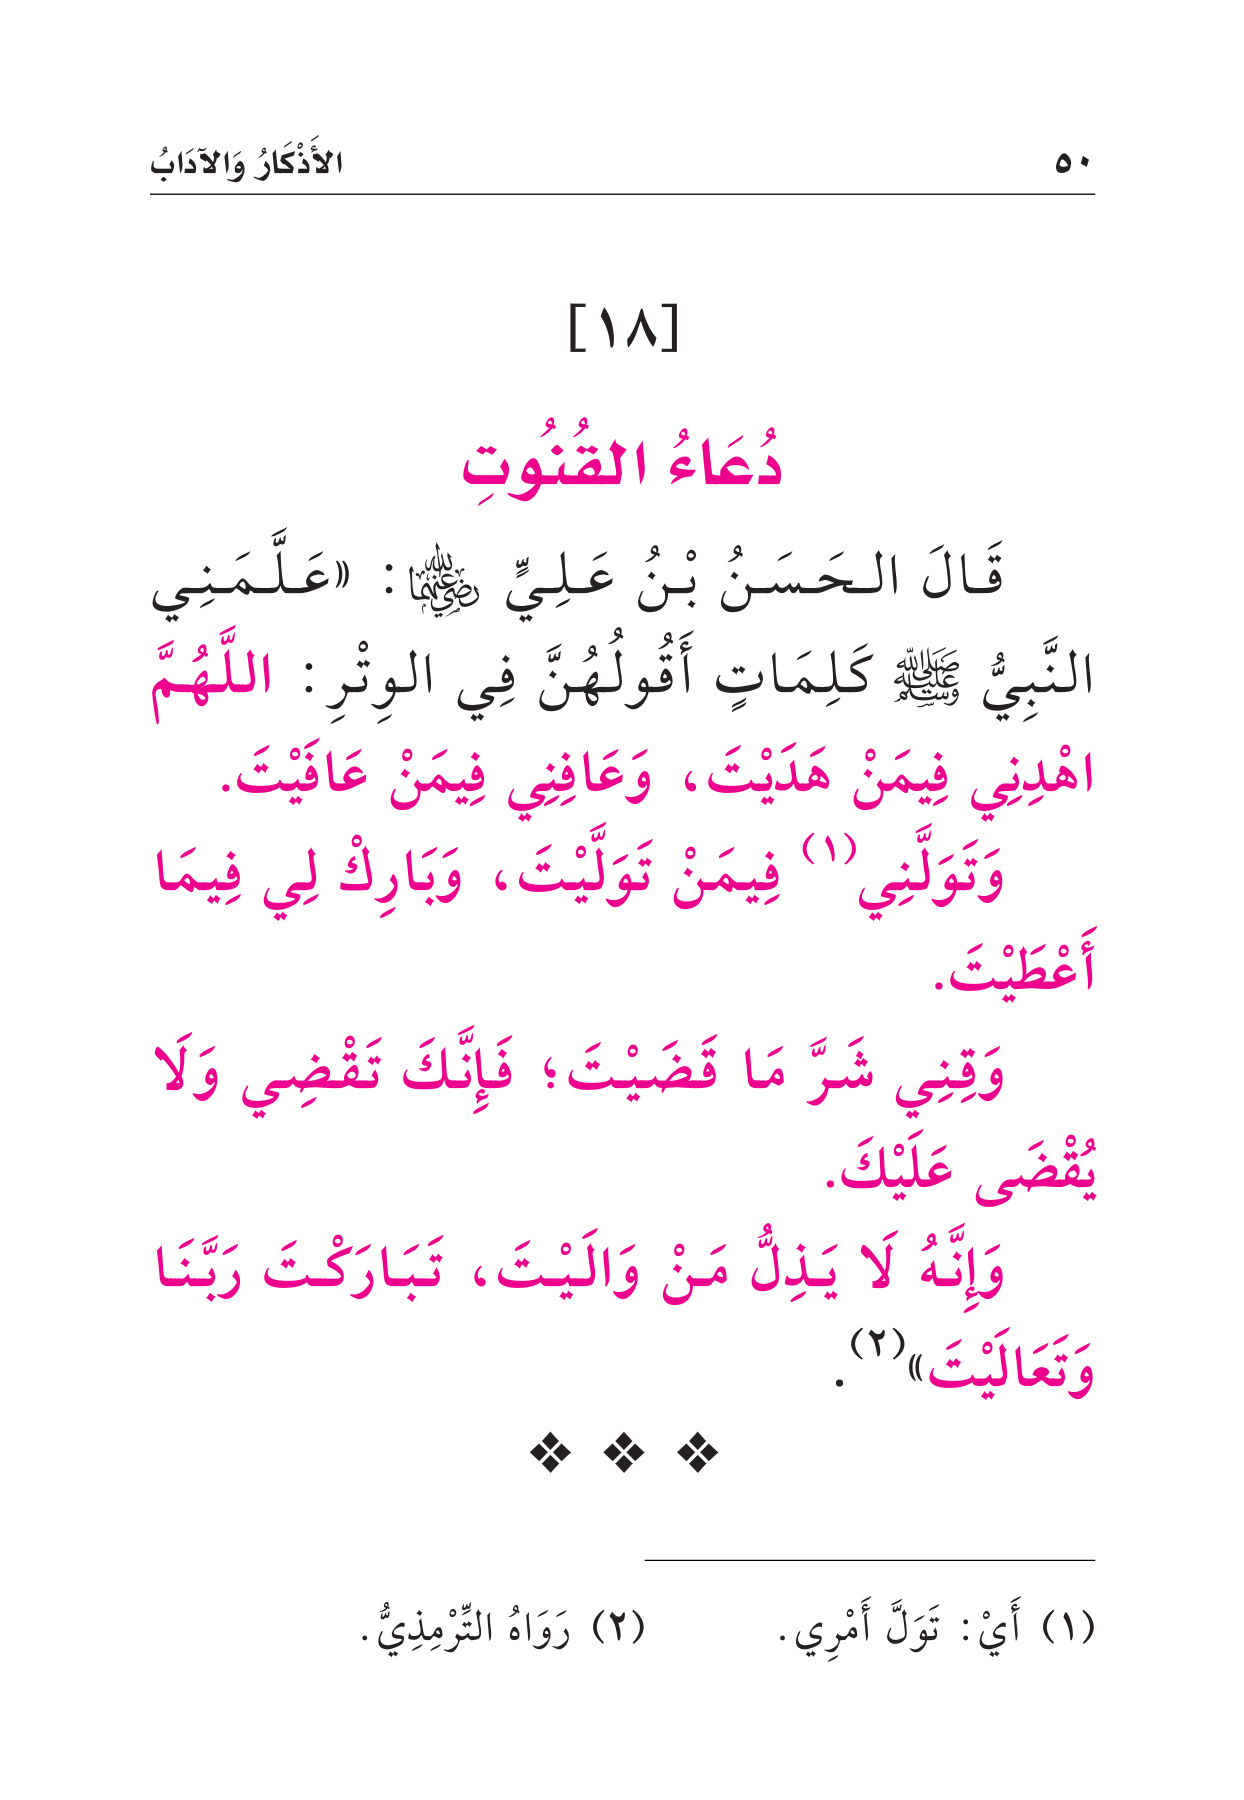 ٥٠ الأَذْكَارُ وَالآدَابُ
[١٨]
دُعَاءُ القُنُوتِ
قَالَ الحَسَنُ بْنُ عَلِيٍّ رضي الله عنهما: «عَلَّمَنِي
النَّبِيُّ ﷺ كَلِمَاتٍ أَقُولُهُنَّ فِي الوِتْرِ: اللَّهُمَّ
اهْدِنِي فِيمَنْ هَدَيْتَ، وَعَافِنِي فِيمَنْ عَافَيْتَ.
وَتَوَلَّنِي(١) فِيمَنْ تَوَلَّيْتَ، وَبَارِكْ لِي فِيمَا
أَعْطَيْتَ.
وَقِنِي شَرَّ مَا قَضَيْتَ؛ فَإِنَّكَ تَقْضِي وَلَا
يُقْضَى عَلَيْكَ.
وَإِنَّهُ لَا يَذِلُّ مَنْ وَالَيْتَ، تَبَارَكْتَ رَبَّنَا
وَتَعَالَيْتَ»(٢).
(١) أَيْ: تَوَلَّ أَمْرِي. (٢) رَوَاهُ التِّرْمِذِيُّ.